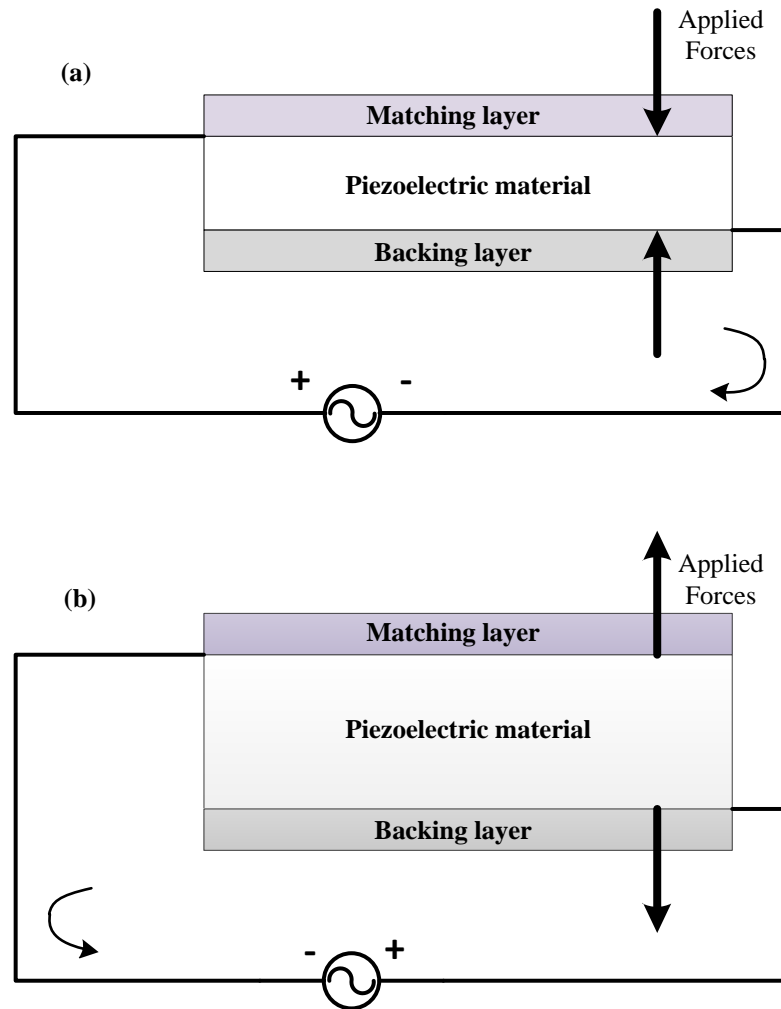 Applied
Forces
(a)
Matching layer
Piezoelectric material
Backing layer
+ -
Applied
Forces
(b)
Matching layer
Piezoelectric material
Backing layer
- +